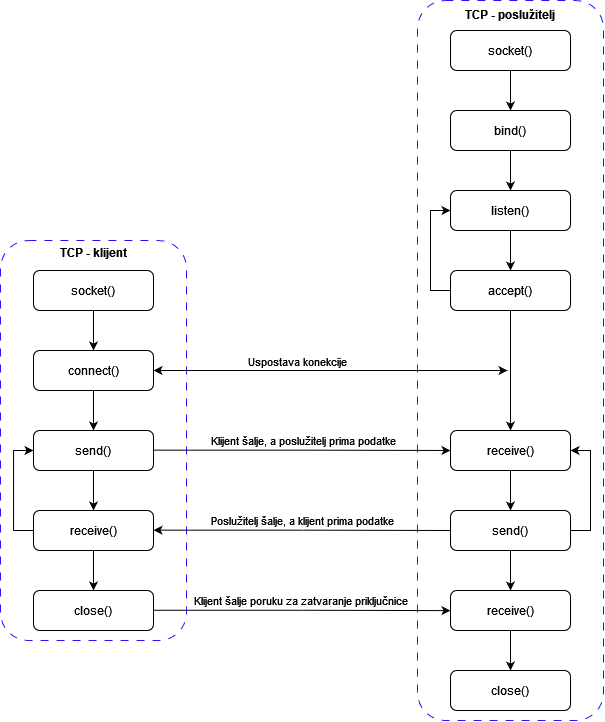 TCP - poslužitelj
socket()
bind()
listen()
accept()
TCP - klijent
socket()
connect()
Uspostava konekcije
send()
Klijent šalje, a poslužitelj prima podatke
receive()
receive()
Poslužitelj šalje, a klijent prima podatke
send()
close()
Klijent šalje poruku za zatvaranje priključnice
receive()
close()